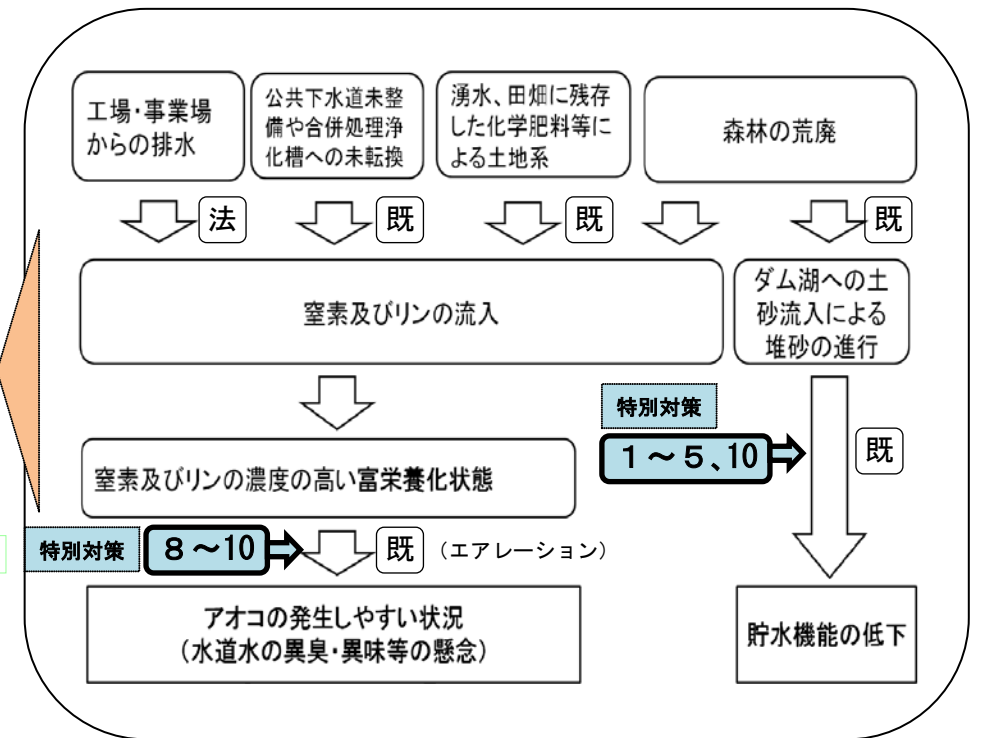 工場・事業場
からの排水
公共下水道未整
備や合併処理浄
化槽への未転換
湧水、田畑に残存
した化学肥料等に
よる土地系
森林の荒廃
法
既
既
既
窒素及びリンの流入
ダム湖への土
砂流入による
堆砂の進行
特別対策
１～５、10
既
窒素及びリンの濃度の高い富栄養化状態
特別対策
８～10
既
（エアレーション）
アオコの発生しやすい状況
（水道水の異臭・異味等の懸念）
貯水機能の低下